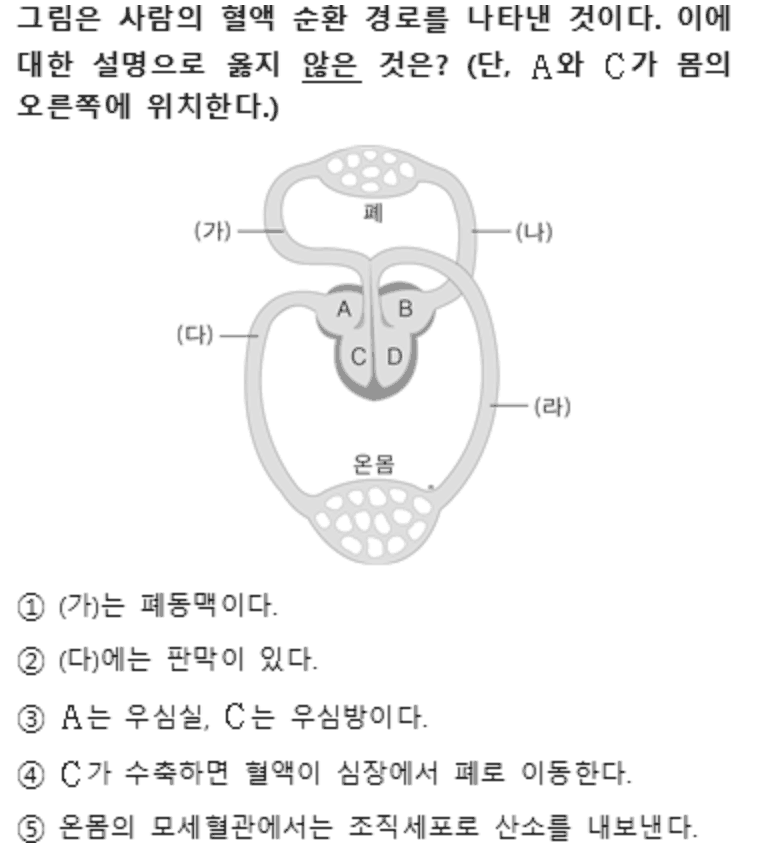 그림은 사람의 혈액 순환 경로를 나타낸 것이다. 이에
대한 설명으로 옳지 않은 것은? (단, A와 C가 몸의
오른쪽에 위치한다.)
폐
(가)
(나)
A
B
(다)
C
D
(라)
온몸
① (가)는 폐동맥이다.
② (다)에는 판막이 있다.
③ A는 우심실, C는 우심방이다.
④ C가 수축하면 혈액이 심장에서 폐로 이동한다.
⑤ 온몸의 모세혈관에서는 조직세포로 산소를 내보낸다.